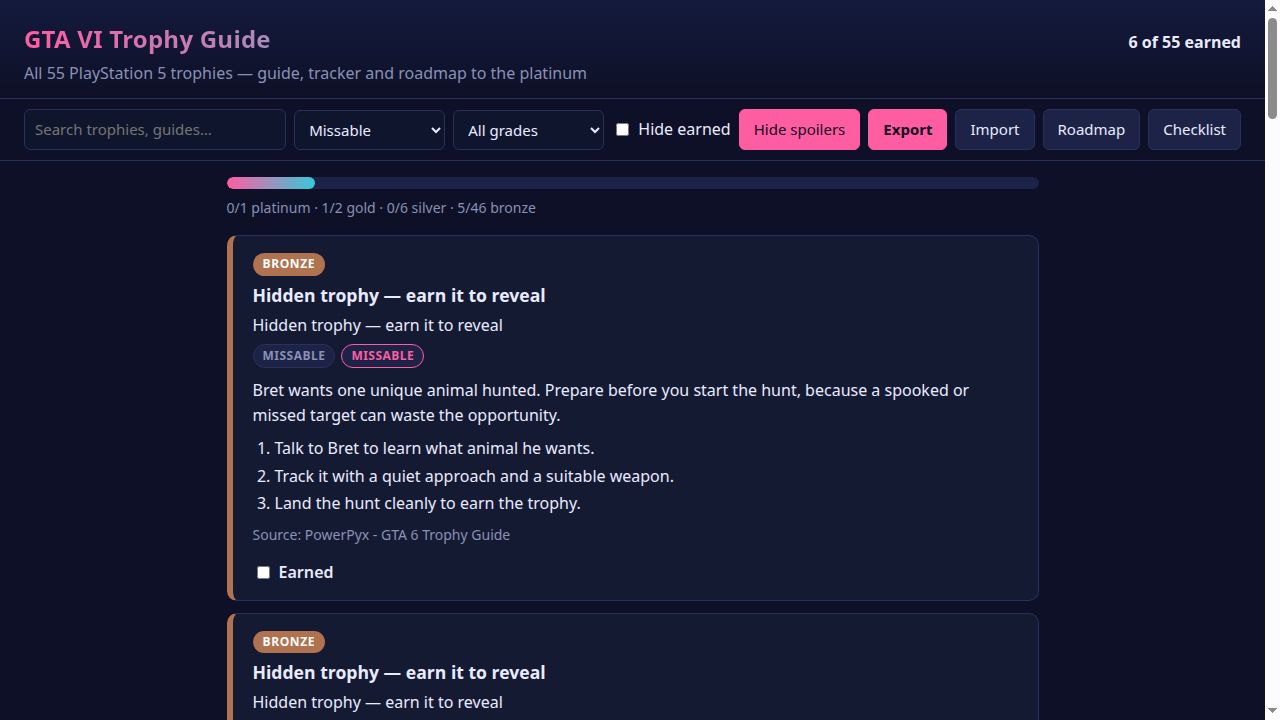 GTA VI Trophy Guide
6 of 55 earned
All 55 PlayStation 5 trophies — guide, tracker and roadmap to the platinum
Search trophies, guides...
Missable
All grades
Hide earned
Hide spoilers
Export
Import
Roadmap
Checklist
0/1 platinum · 1/2 gold · 0/6 silver · 5/46 bronze
BRONZE
Hidden trophy — earn it to reveal
Hidden trophy — earn it to reveal
MISSABLE MISSABLE
Bret wants one unique animal hunted. Prepare before you start the hunt, because a spooked or
missed target can waste the opportunity.
1. Talk to Bret to learn what animal he wants.
2. Track it with a quiet approach and a suitable weapon.
3. Land the hunt cleanly to earn the trophy.
Source: PowerPyx - GTA 6 Trophy Guide
Earned
BRONZE
Hidden trophy — earn it to reveal
Hidden trophy — earn it to reveal